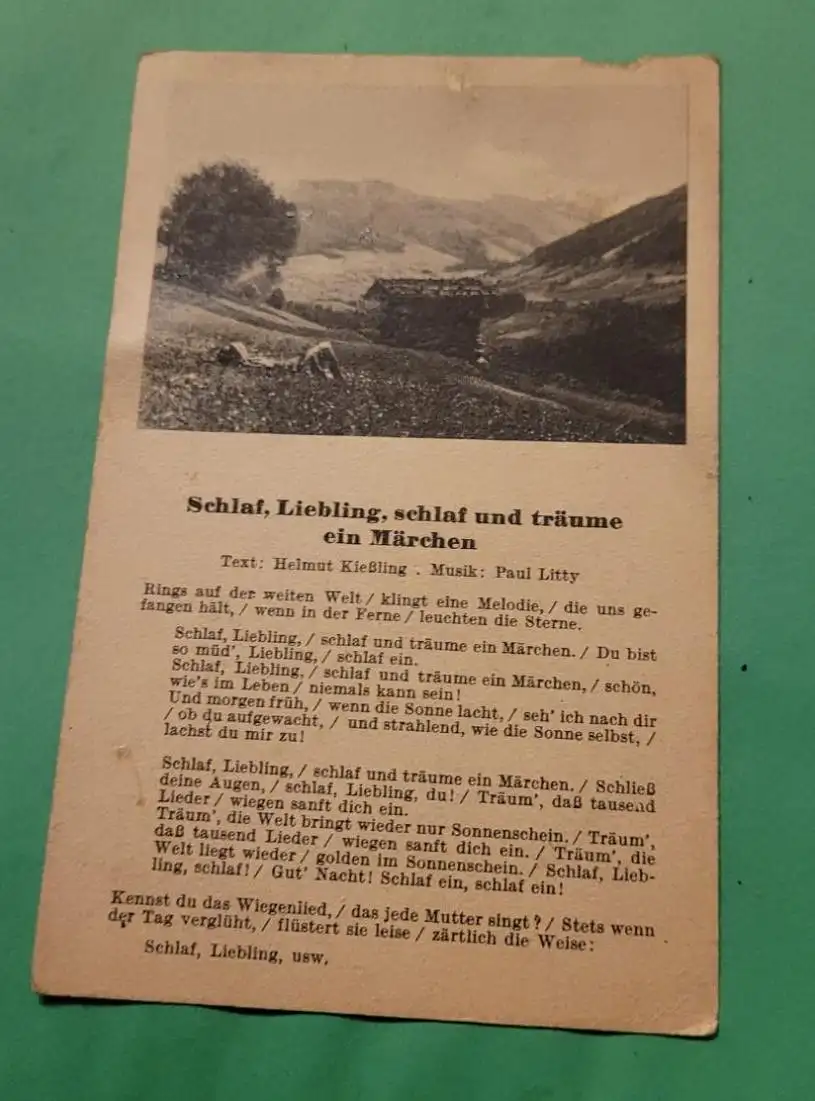 Schlaf, Liebling, schlaf und träume
ein Märchen
Text: Helmut Kießling . Musik: Paul Litty
Rings auf der weiten Welt / klingt eine Melodie, / die uns ge-
fangen hält, / wenn in der Ferne / leuchten die Sterne.
Schlaf, Liebling, / schlaf und träume ein Märchen. / Du bist
so müd', Liebling, / schlaf ein.
Schlaf, Liebling, / schlaf und träume ein Märchen, / schön,
wie's im Leben / niemals kann sein!
Und morgen früh, / wenn die Sonne lacht, / seh' ich nach dir
/ ob du aufgewacht, / und strahlend, wie die Sonne selbst, /
lachst du mir zu!
Schlaf, Liebling, / schlaf und träume ein Märchen. / Schließ
deine Augen, / schlaf, Liebling, du! / Träum', daß tausend
Lieder / wiegen sanft dich ein.
Träum', die Welt bringt wieder nur Sonnenschein. / Träum',
daß tausend Lieder / wiegen sanft dich ein. / Träum', die
Welt liegt wieder / golden im Sonnenschein. / Schlaf, Lieb-
ling, schlaf! / Gut' Nacht! Schlaf ein, schlaf ein!
Kennst du das Wiegenlied, / das jede Mutter singt? / Stets wenn
der Tag verglüht, / flüstert sie leise / zärtlich die Weise:
Schlaf, Liebling, usw.